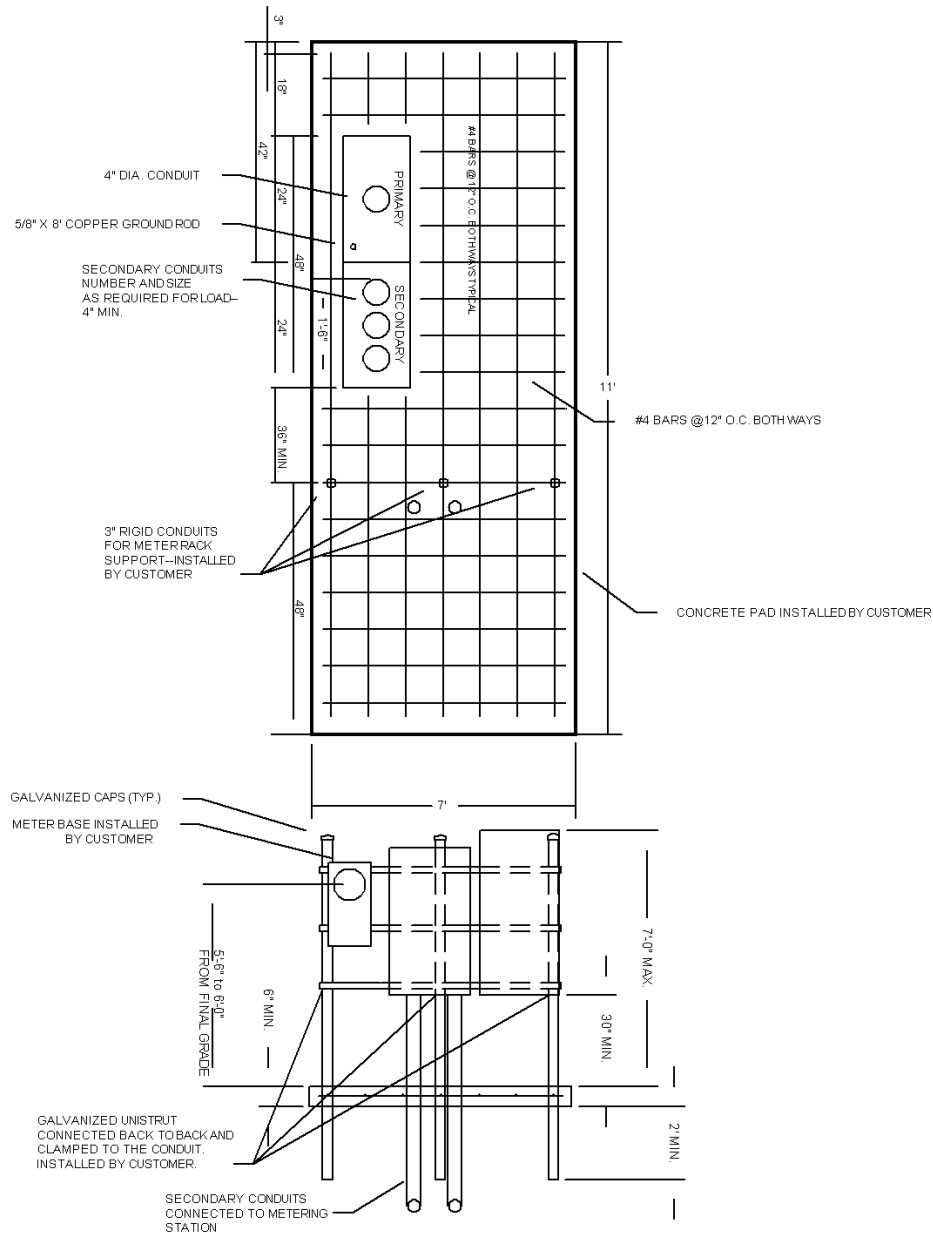 3"
18"
42"
4" DIA. CONDUIT
24"
PRIMARY
#4 BARS @12" O.C. BOTH WAYS TYPICAL
5/8" X 8' COPPER GROUND ROD
48"
SECONDARY CONDUITS
NUMBER AND SIZE
AS REQUIRED FOR LOAD--
4" MIN.
24"
1'-6"
SECONDARY
11'
#4 BARS @12" O.C. BOTH WAYS
36" MIN.
3" RIGID CONDUITS
FOR METER RACK
SUPPORT--INSTALLED
BY CUSTOMER
48"
CONCRETE PAD INSTALLED BY CUSTOMER
7'
GALVANIZED CAPS (TYP.)
METER BASE INSTALLED
BY CUSTOMER
5'-6" to 6'-0"
FROM FINAL GRADE
6" MIN.
7'-0" MAX.
30" MIN.
2' MIN.
GALVANIZED UNISTRUT
CONNECTED BACK TO BACK AND
CLAMPED TO THE CONDUIT.
INSTALLED BY CUSTOMER.
SECONDARY CONDUITS
CONNECTED TO METERING
STATION